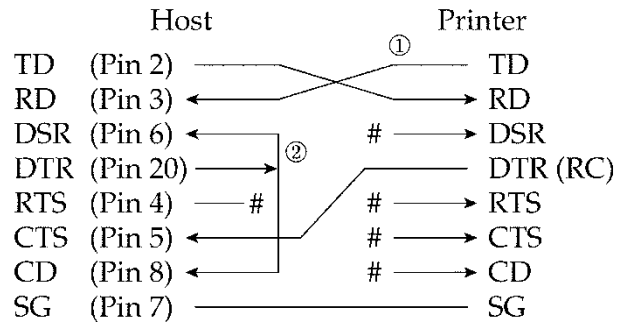 Host Printer
①
TD (Pin 2) TD
RD (Pin 3) RD
DSR (Pin 6) # DSR
②
DTR (Pin 20) DTR (RC)
RTS (Pin 4) # # RTS
CTS (Pin 5) # CTS
CD (Pin 8) # CD
SG (Pin 7) SG